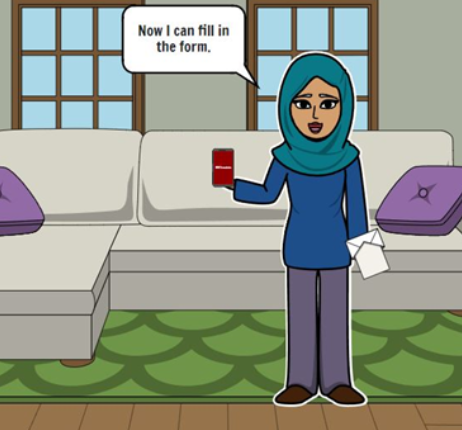 Now I can fill in
the form.